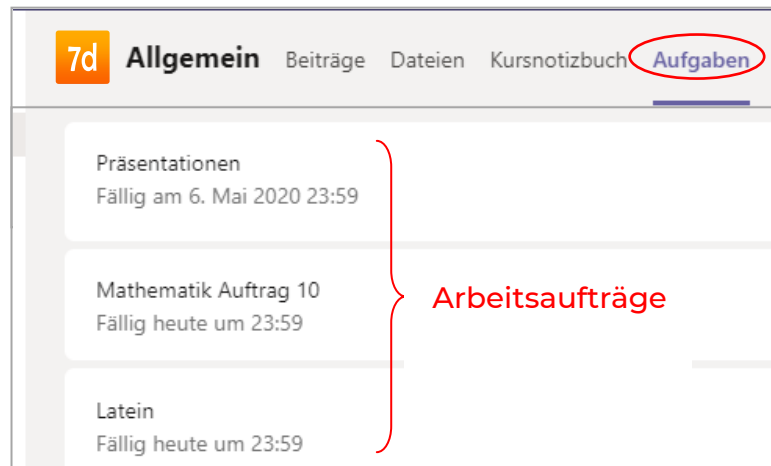 7d Allgemein Beiträge Dateien Kursnotizbuch Aufgaben
Präsentationen
Fällig am 6. Mai 2020 23:59
Mathematik Auftrag 10
Fällig heute um 23:59
Arbeitsaufträge
Latein
Fällig heute um 23:59